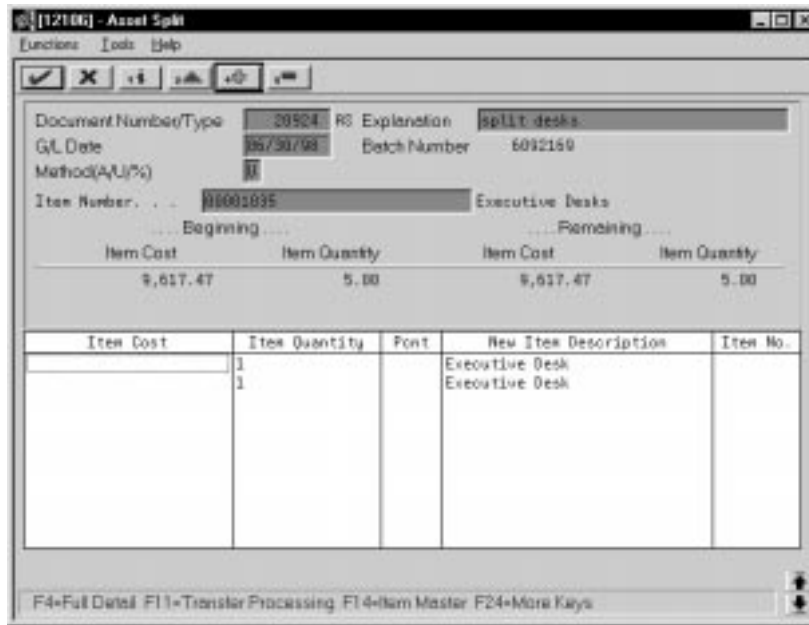 [12106] - Asset Split
Functions Tools Help
Document Number/Type 20924 RS Explanation split desks
G/L Date 06/30/98 Batch Number 6092169
Method(A/U/%) U
Item Number. . . 00001035 Executive Desks
.... Beginning .... .... Remaining ....
Item Cost Item Quantity Item Cost Item Quantity
9,617.47 5.00 9,617.47 5.00
Item Cost Item Quantity Pcnt New Item Description Item No.
1 Executive Desk
1 Executive Desk
F4=Full Detail F11=Transfer Processing F14=Item Master F24=More Keys